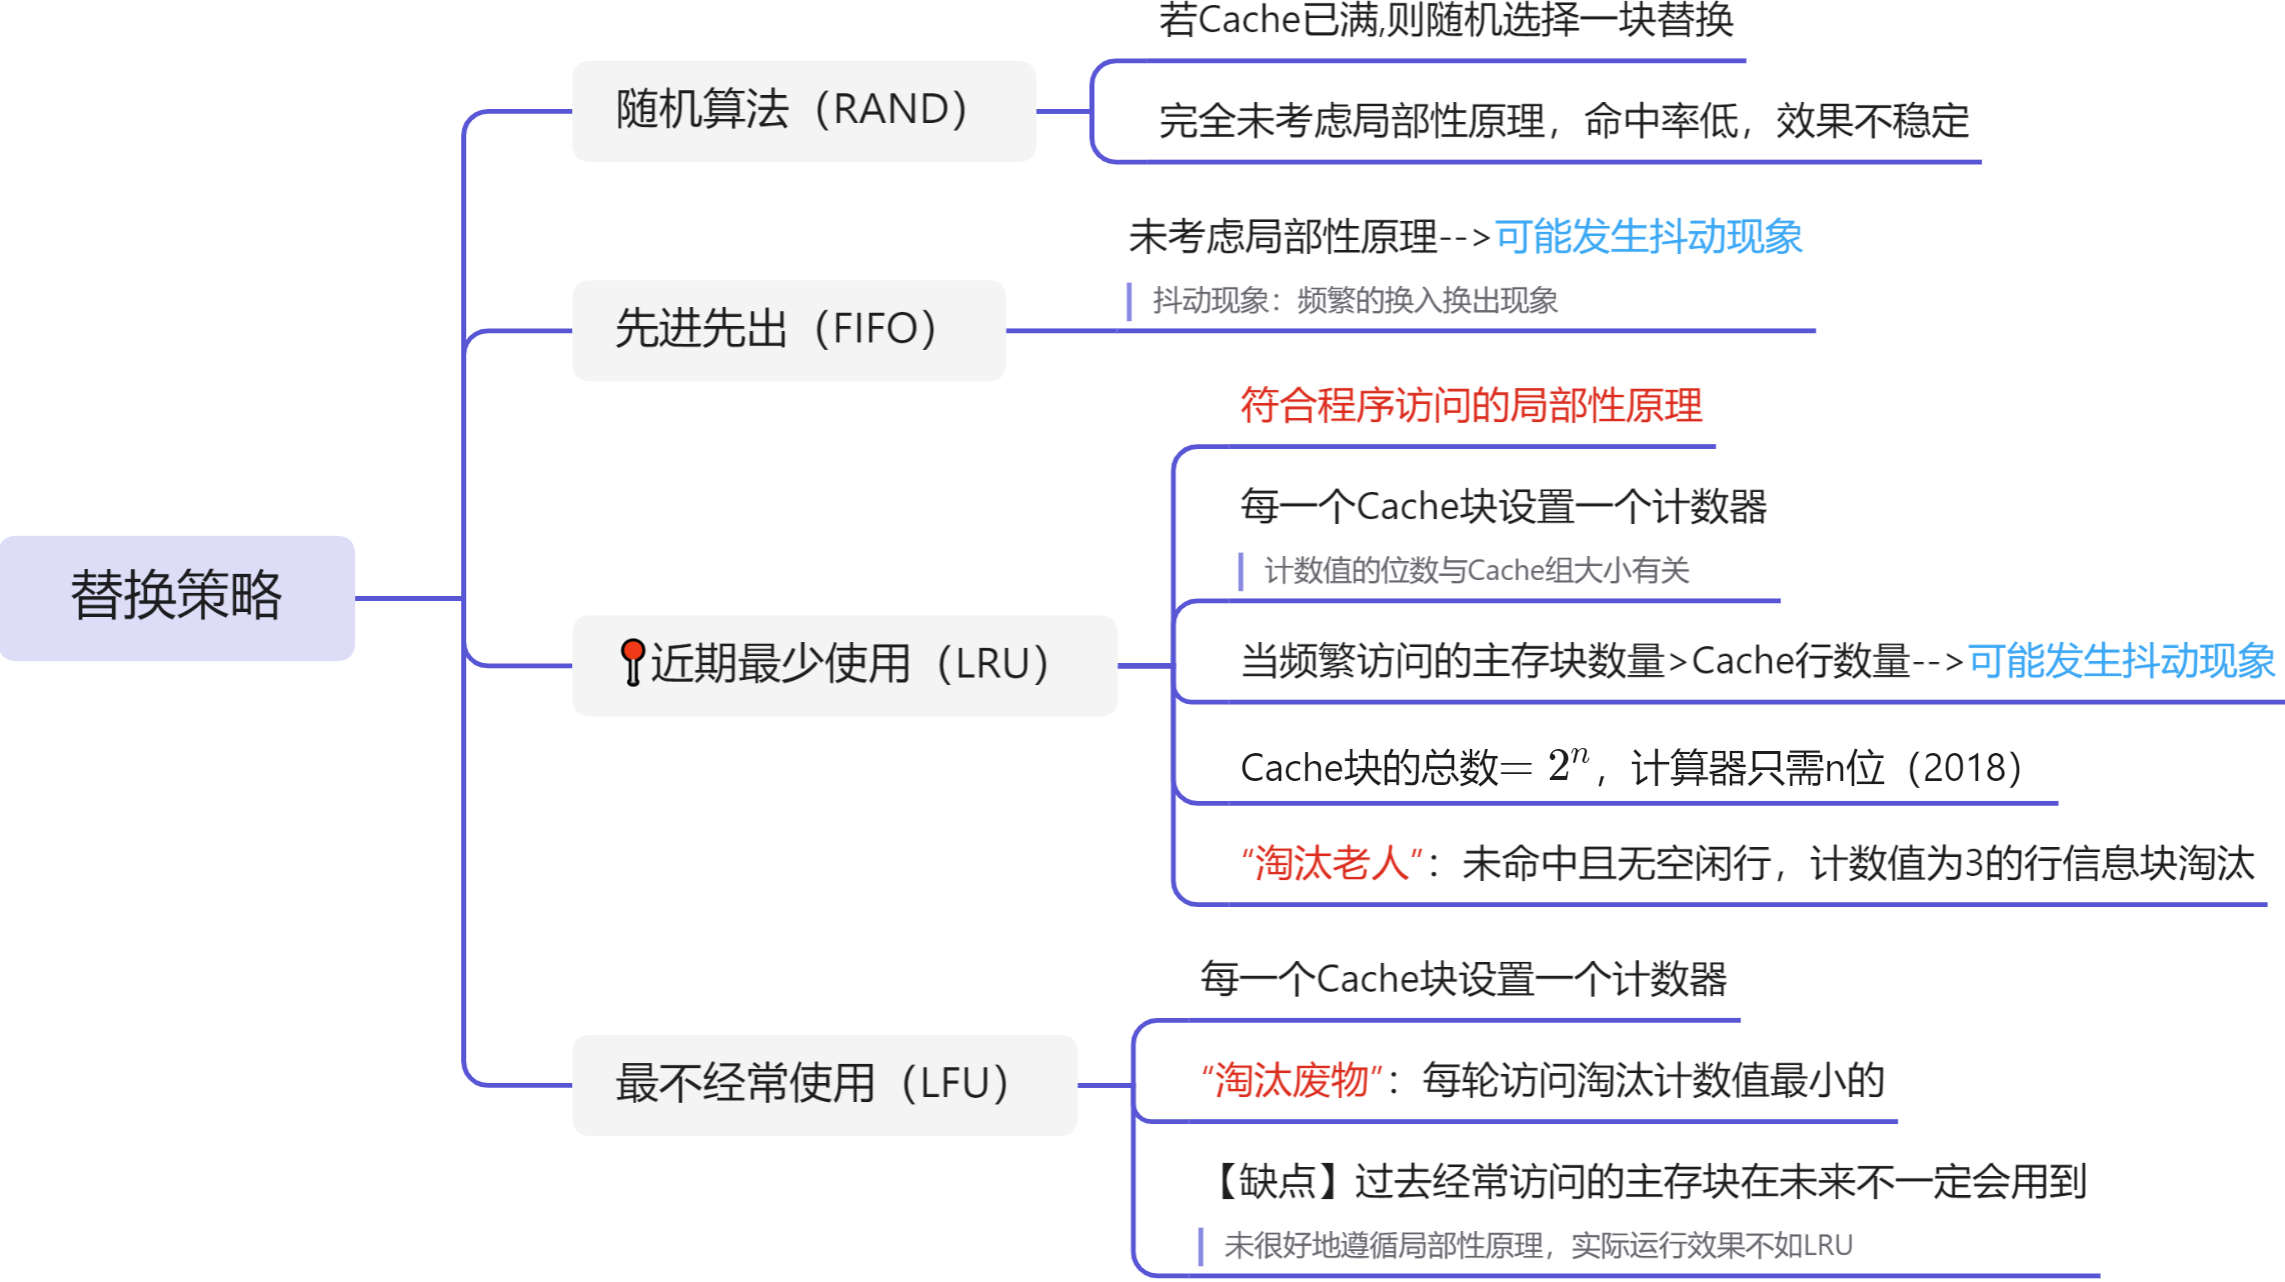 若Cache已满,则随机选择一块替换
随机算法（RAND）
完全未考虑局部性原理，命中率低，效果不稳定
未考虑局部性原理-->可能发生抖动现象
抖动现象：频繁的换入换出现象
先进先出（FIFO）
符合程序访问的局部性原理
每一个Cache块设置一个计数器
计数值的位数与Cache组大小有关
替换策略
近期最少使用（LRU）
当频繁访问的主存块数量>Cache行数量-->可能发生抖动现象
Cache块的总数= 2ⁿ，计算器只需n位（2018）
“淘汰老人”：未命中且无空闲行，计数值为3的行信息块淘汰
每一个Cache块设置一个计数器
最不经常使用（LFU）
“淘汰废物”：每轮访问淘汰计数值最小的
【缺点】过去经常访问的主存块在未来不一定会用到
未很好地遵循局部性原理，实际运行效果不如LRU